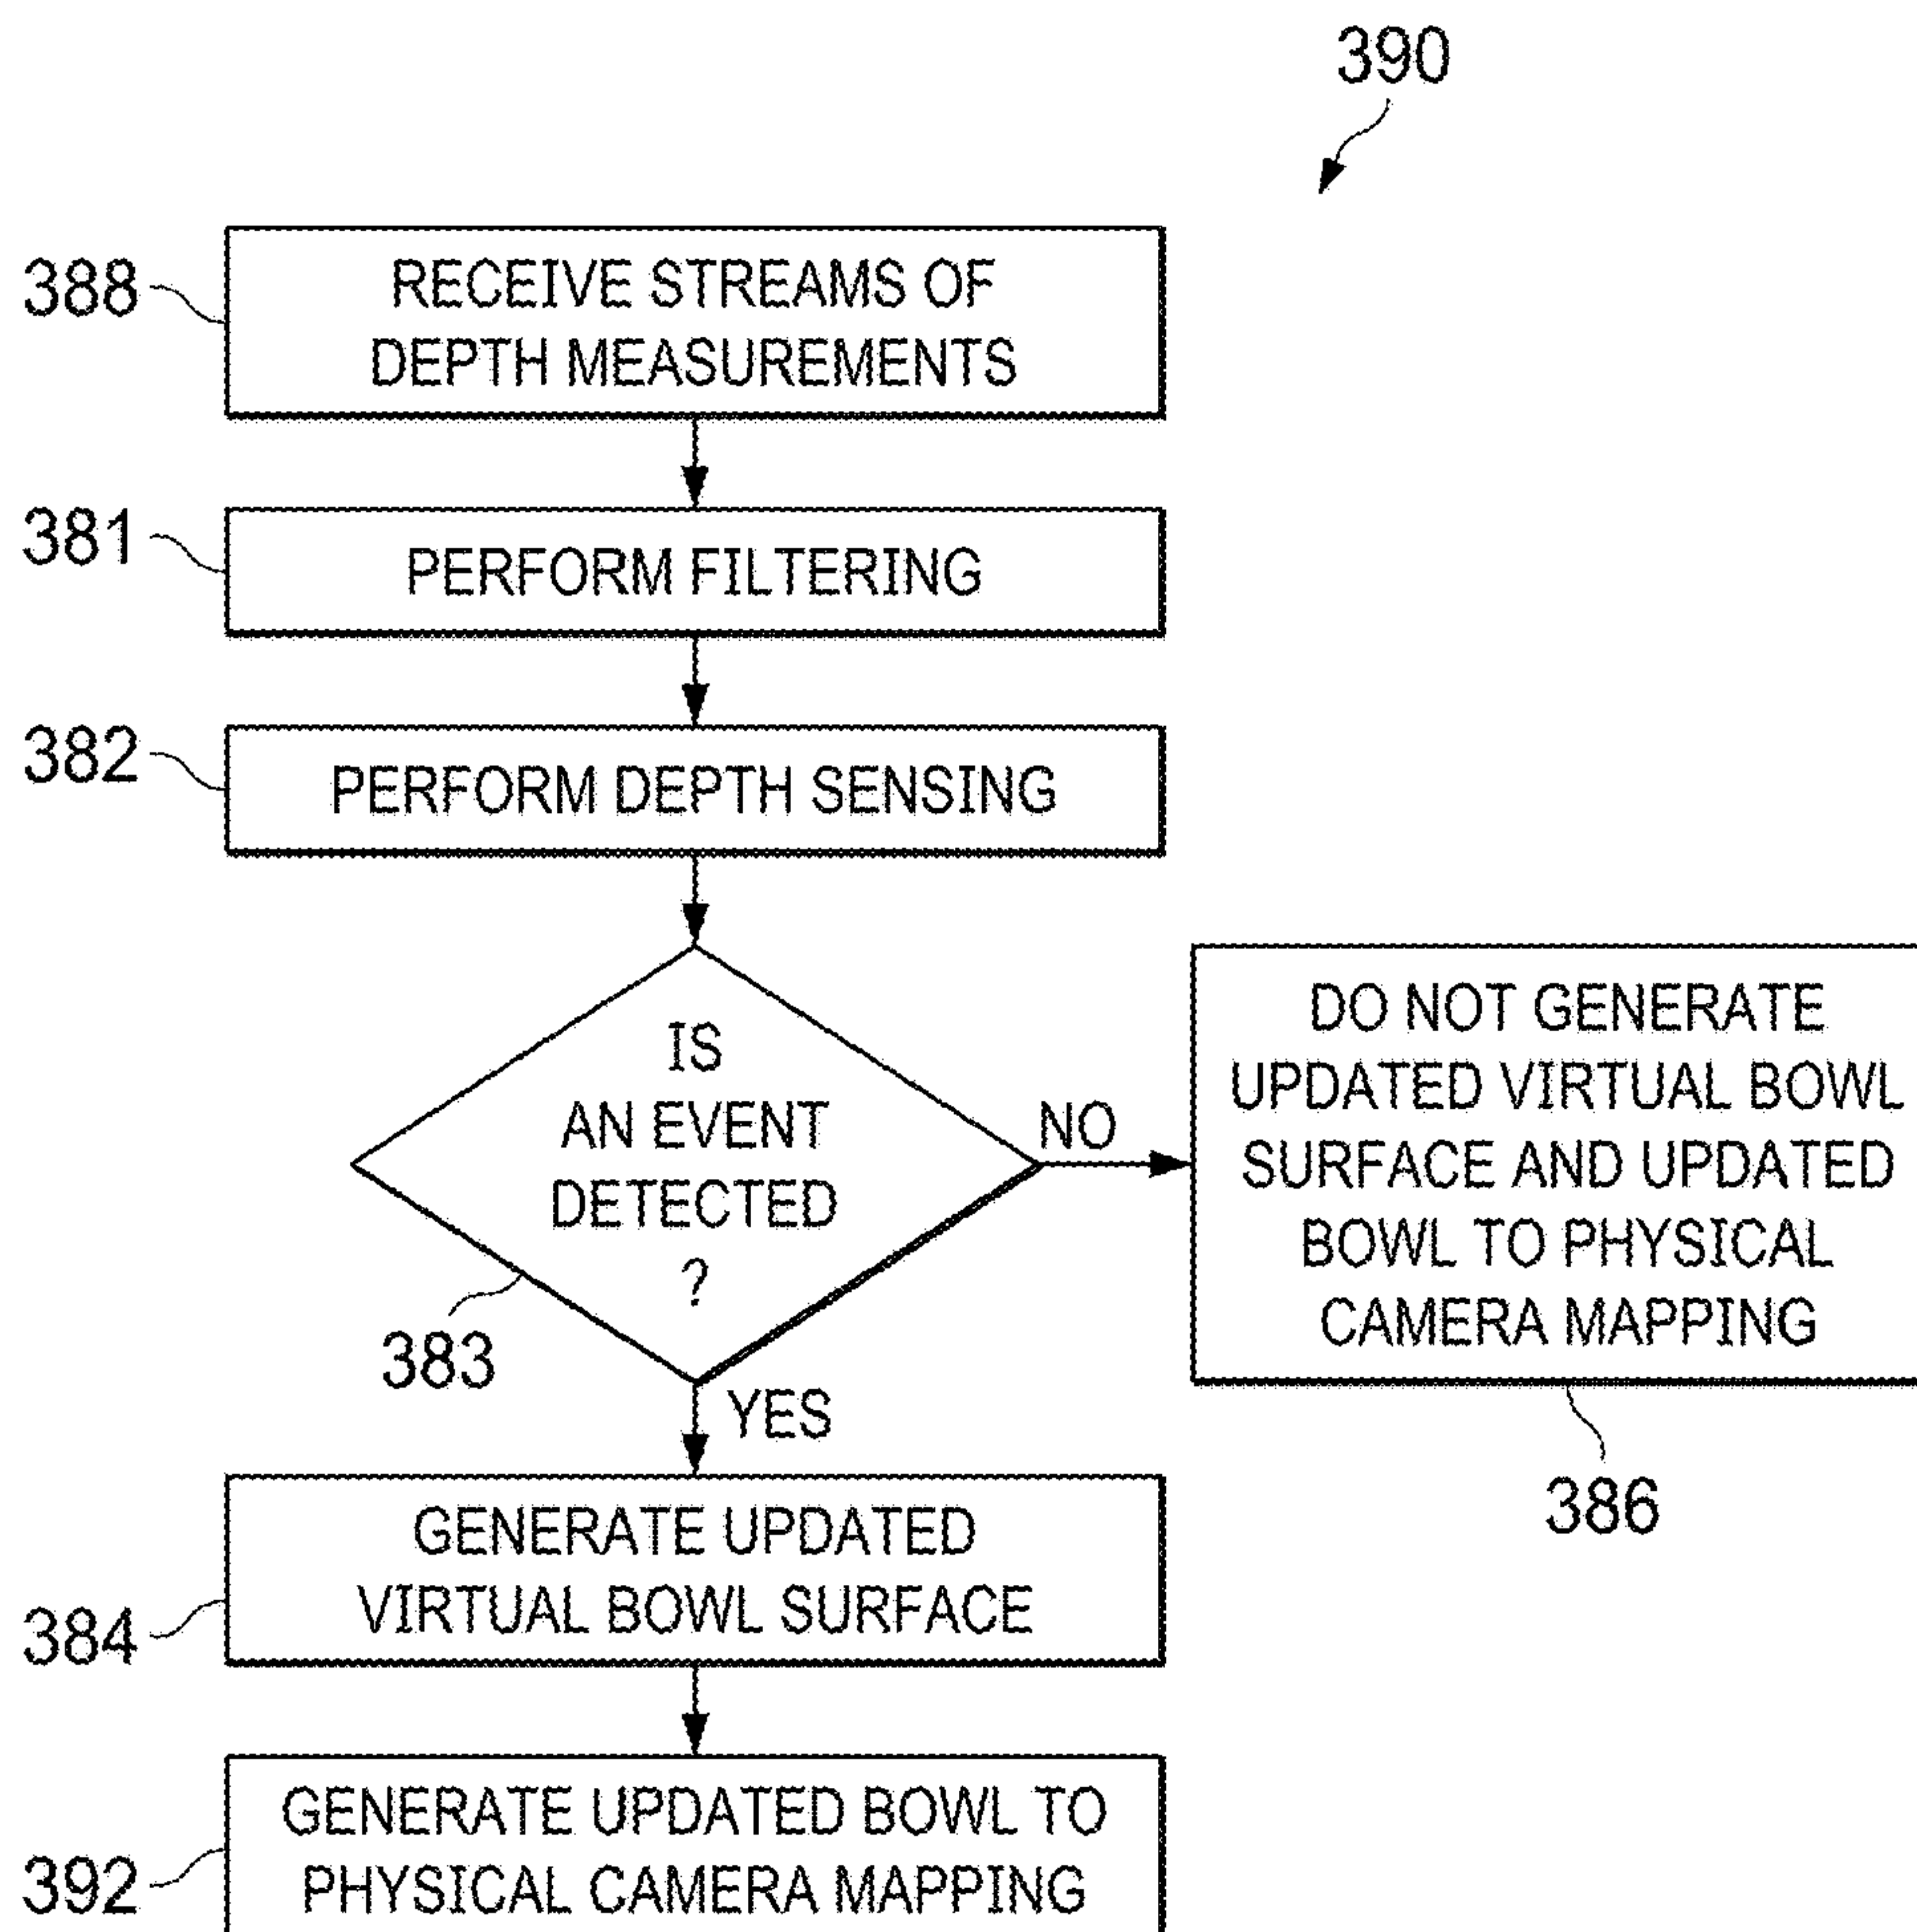 390
388
RECEIVE STREAMS OF
DEPTH MEASUREMENTS
381
PERFORM FILTERING
382
PERFORM DEPTH SENSING
IS
AN EVENT
DETECTED
?
383
NO
DO NOT GENERATE
UPDATED VIRTUAL BOWL
SURFACE AND UPDATED
BOWL TO PHYSICAL
CAMERA MAPPING
386
YES
384
GENERATE UPDATED
VIRTUAL BOWL SURFACE
392
GENERATE UPDATED BOWL TO
PHYSICAL CAMERA MAPPING